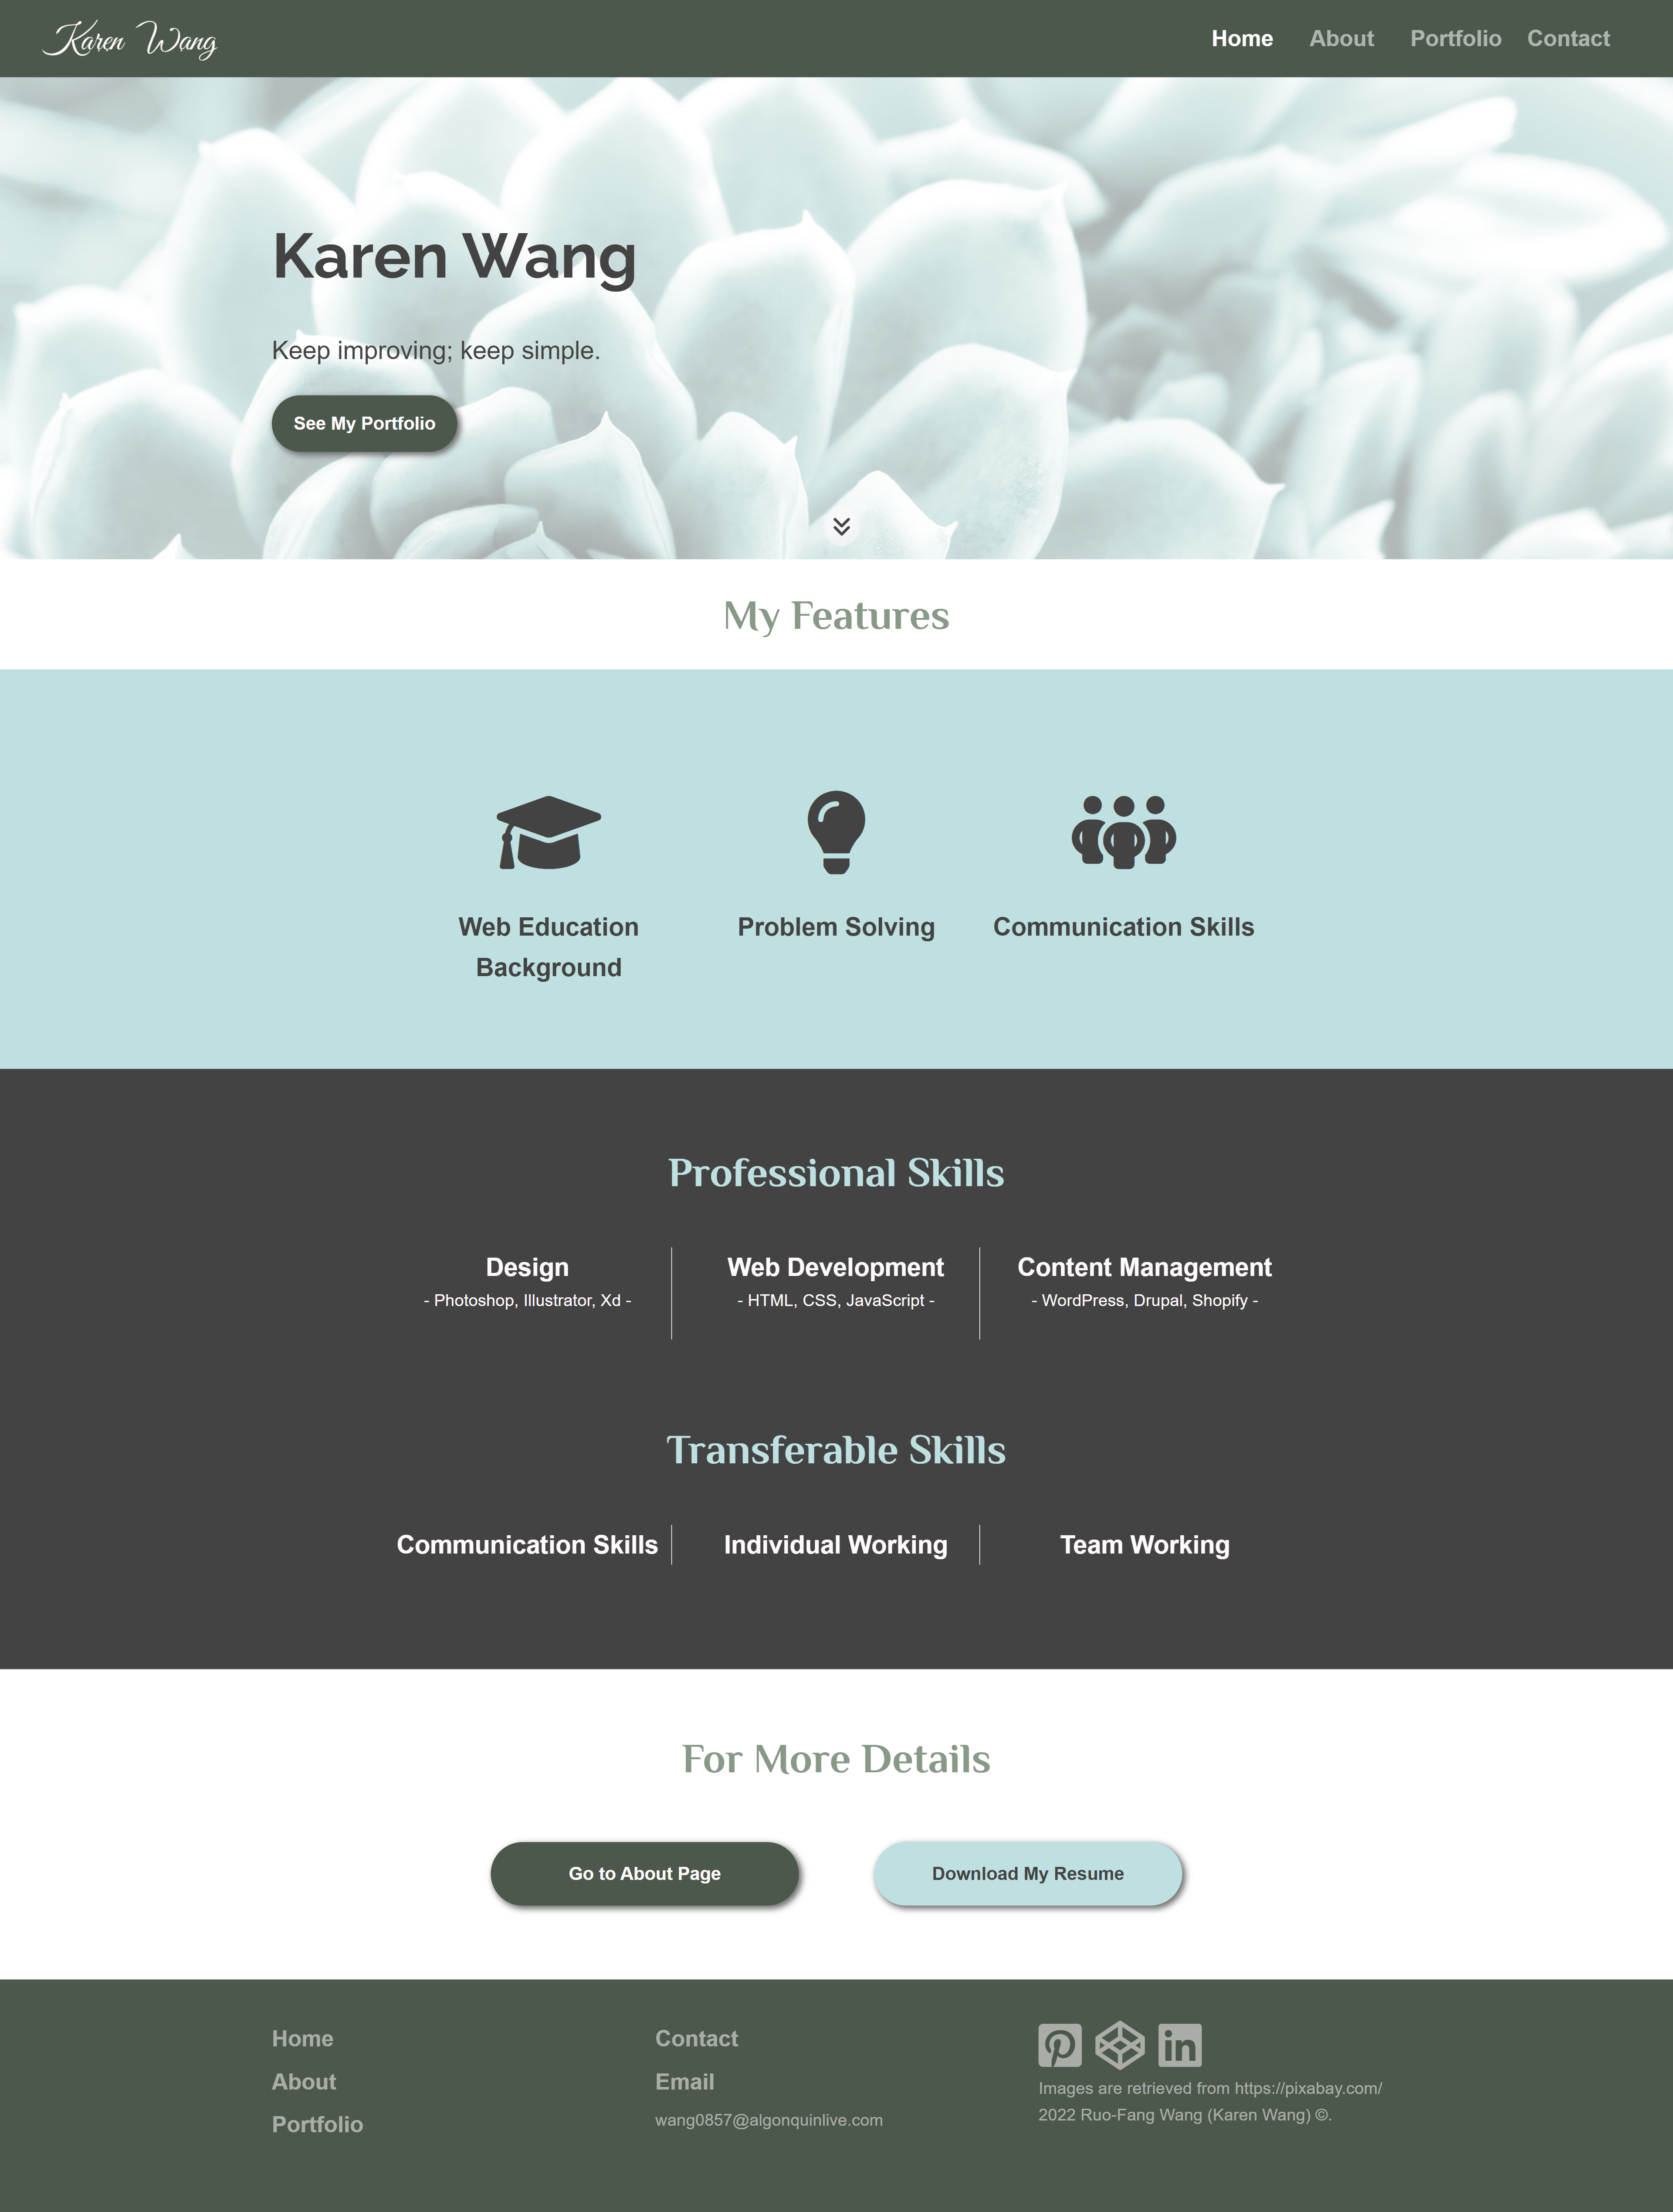 Karen Wang
Home About Portfolio Contact
Karen Wang
Keep improving; keep simple.
See My Portfolio
My Features
Web Education
Background
Problem Solving
Communication Skills
Professional Skills
Design
- Photoshop, Illustrator, Xd -
Web Development
- HTML, CSS, JavaScript -
Content Management
- WordPress, Drupal, Shopify -
Transferable Skills
Communication Skills
Individual Working
Team Working
For More Details
Go to About Page
Download My Resume
Home
About
Portfolio
Contact
Email
wang0857@algonquinlive.com
in
Images are retrieved from https://pixabay.com/
2022 Ruo-Fang Wang (Karen Wang) ©.